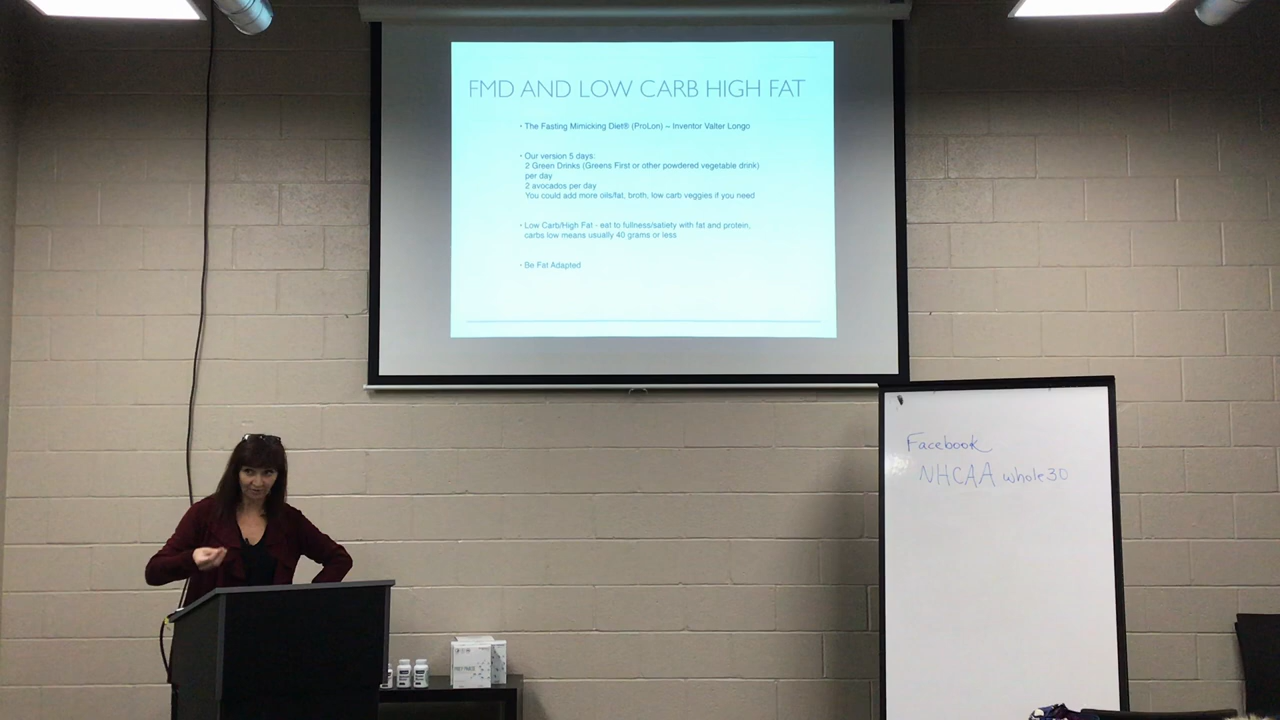 FMD AND LOW CARB HIGH FAT
• The Fasting Mimicking Diet® (ProLon) – Inventor Valter Longo
• Our version 5 days:
2 Green Drinks (Greens First or other powdered vegetable drink)
per day
2 avocados per day
You could add more oils/fat, broth, low carb veggies if you need
• Low Carb/High Fat - eat to fullness/satiety with fat and protein,
carbs low means usually 40 grams or less
• Be Fat Adapted
Facebook
NHCAA whole30